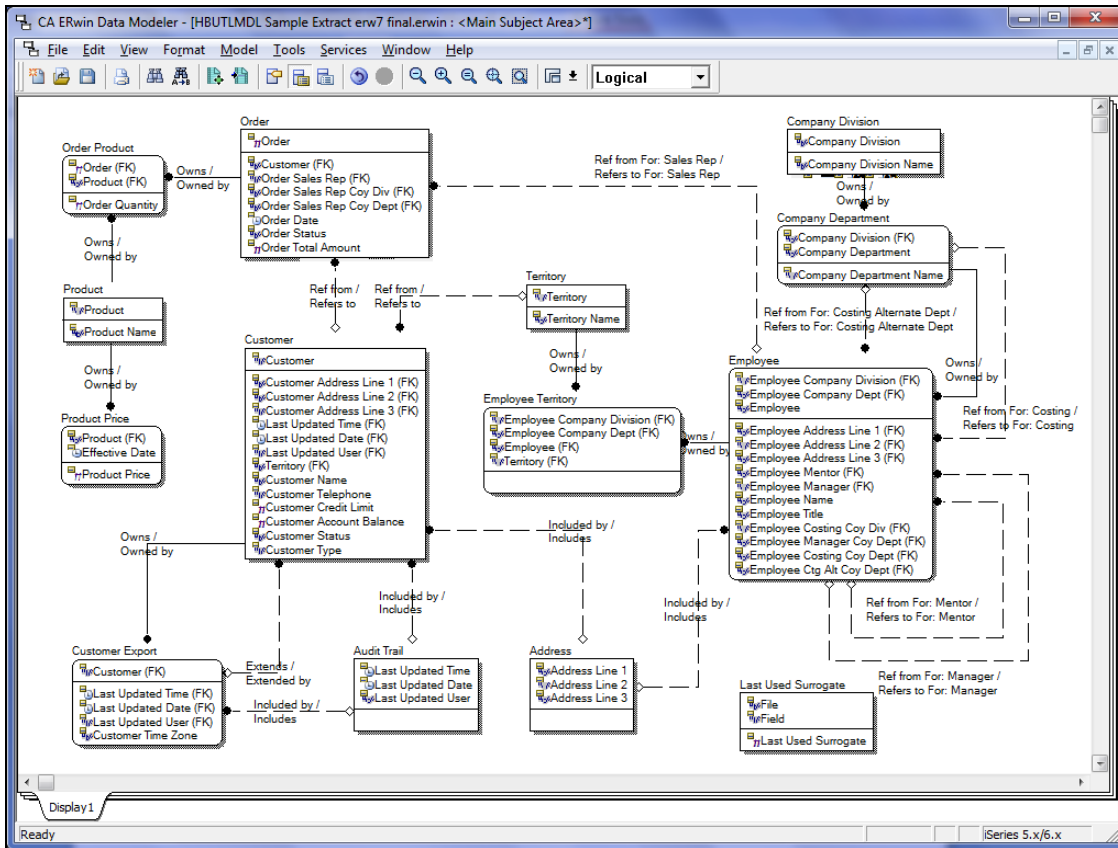 CA ERwin Data Modeler - [HBUTLMDL Sample Extract erw7 final.erwin : <Main Subject Area>*]
File Edit View Format Model Tools Services Window Help
Logical
Order
Order
Customer (FK)
Order Sales Rep (FK)
Order Sales Rep Coy Div (FK)
Order Sales Rep Coy Dept (FK)
Order Date
Order Status
Order Total Amount
Order Product
Order (FK)
Product (FK)
Order Quantity
Owns /
Owned by
Owns /
Owned by
Product
Product
Product Name
Owns /
Owned by
Product Price
Product (FK)
Effective Date
Product Price
Ref from /
Refers to
Ref from /
Refers to
Ref from For: Sales Rep /
Refers to For: Sales Rep
Company Division
Company Division
Company Division Name
Owns /
Owned by
Company Department
Company Division (FK)
Company Department
Company Department Name
Territory
Territory
Territory Name
Owns /
Owned by
Ref from For: Costing Alternate Dept /
Refers to For: Costing Alternate Dept
Owns /
Owned by
Ref from For: Costing /
Refers to For: Costing
Customer
Customer
Customer Address Line 1 (FK)
Customer Address Line 2 (FK)
Customer Address Line 3 (FK)
Last Updated Time (FK)
Last Updated Date (FK)
Last Updated User (FK)
Territory (FK)
Customer Name
Customer Telephone
Customer Credit Limit
Customer Account Balance
Customer Status
Customer Type
Employee Territory
Employee Company Division (FK)
Employee Company Dept (FK)
Employee (FK)
Territory (FK)
Owns /
Owned by
Employee
Employee Company Division (FK)
Employee Company Dept (FK)
Employee
Employee Address Line 1 (FK)
Employee Address Line 2 (FK)
Employee Address Line 3 (FK)
Employee Mentor (FK)
Employee Manager (FK)
Employee Name
Employee Title
Employee Costing Coy Div (FK)
Employee Manager Coy Dept (FK)
Employee Costing Coy Dept (FK)
Employee Ctg Alt Coy Dept (FK)
Owns /
Owned by
Included by /
Includes
Included by /
Includes
Included by /
Includes
Ref from For: Mentor /
Refers to For: Mentor
Ref from For: Manager /
Refers to For: Manager
Customer Export
Customer (FK)
Last Updated Time (FK)
Last Updated Date (FK)
Last Updated User (FK)
Customer Time Zone
Extends /
Extended by
Included by /
Includes
Audit Trail
Last Updated Time
Last Updated Date
Last Updated User
Address
Address Line 1
Address Line 2
Address Line 3
Last Used Surrogate
File
Field
Last Used Surrogate
Display1
Ready
iSeries 5.x/6.x